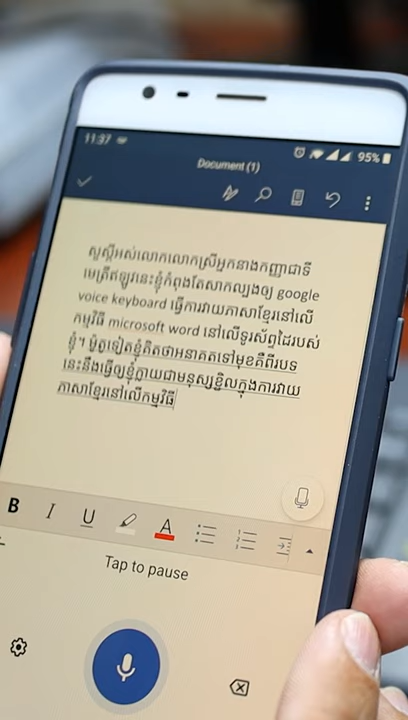 11:37
95%
Document (1)
សួស្តីអស់លោកលោកស្រីអ្នកនាងកញ្ញាជាទី
មេត្រីឥឡូវនេះខ្ញុំកំពុងតែសាកល្បងឲ្យ google
voice keyboard ធ្វើការវាយភាសាខ្មែរនៅលើ
កម្មវិធី microsoft word នៅលើទូរស័ព្ទដៃរបស់
ខ្ញុំ។ ម៉្យូតទៀតខ្ញុំគិតថាអនាគតទៅមុខគឺពីរបទ
នេះនឹងធ្វើឲ្យខ្ញុំក្លាយជាមនុស្សខ្ជិលក្នុងការវាយ
ភាសាខ្មែរនៅលើកម្មវិធី
B I U A
Tap to pause